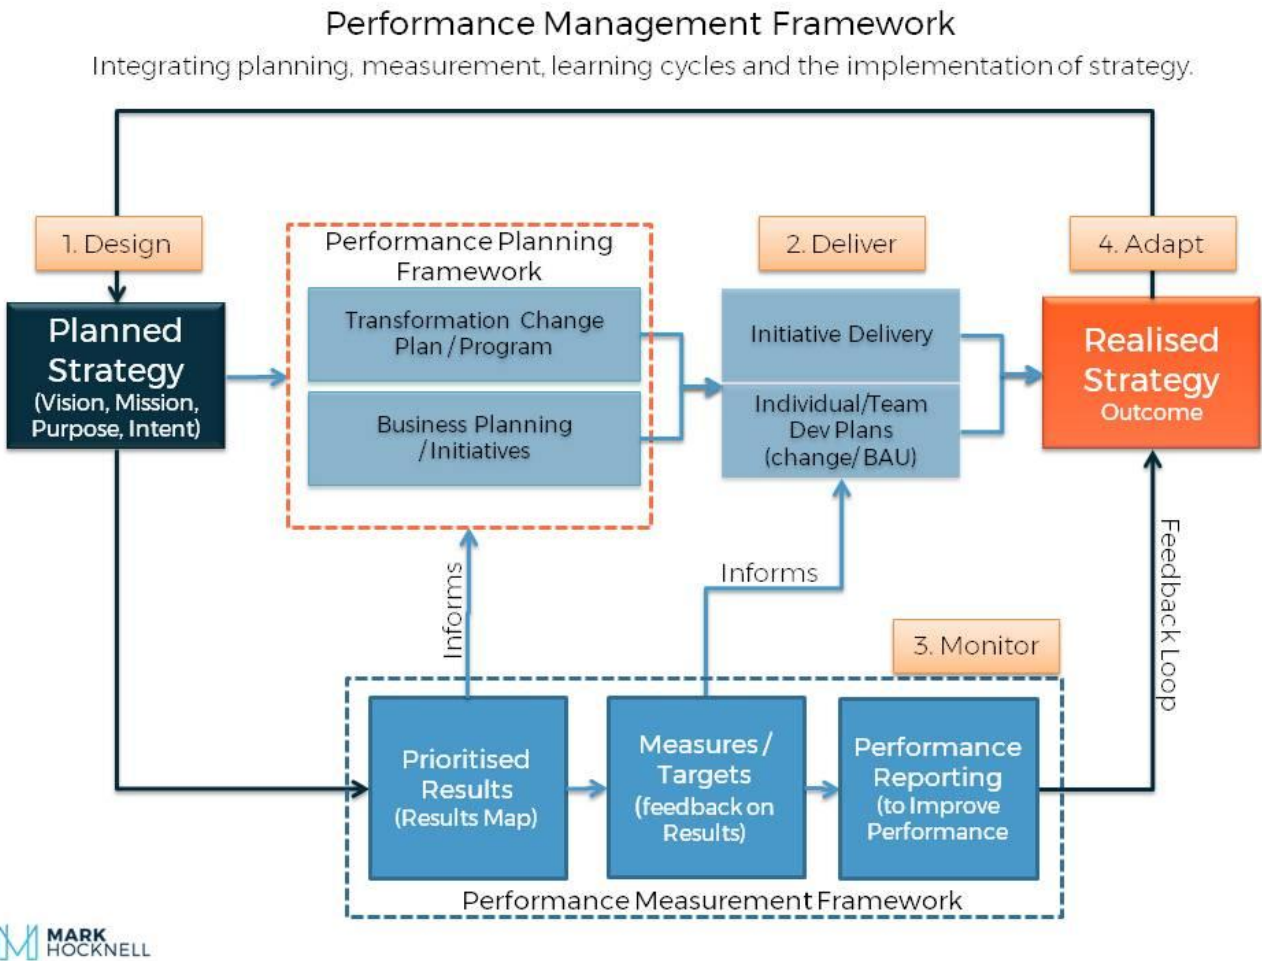 Performance Management Framework
Integrating planning, measurement, learning cycles and the implementation of strategy.
1. Design
Performance Planning
Framework
2. Deliver
4. Adapt
Planned
Strategy
(Vision, Mission,
Purpose, Intent)
Transformation Change
Plan / Program
Business Planning
/Initiatives
Initiative Delivery
Individual/Team
Dev Plans
(change/ BAU)
Realised
Strategy
Outcome
Informs
Informs
Feedback Loop
3. Monitor
Prioritised
Results
(Results Map)
Measures /
Targets
(feedback on
Results)
Performance
Reporting
(to Improve
Performance
Performance Measurement Framework
MARK
HOCKNELL